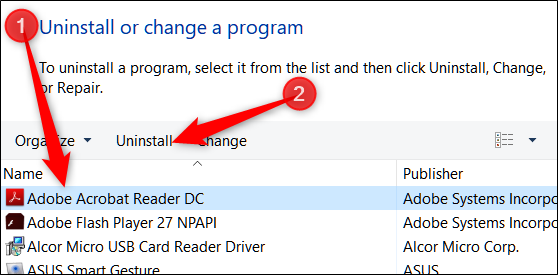 1
Uninstall or change a program
To uninstall a program, select it from the list and then click Uninstall, Change,
or Repair.
2
Organize Uninstall Change
Name Publisher
Adobe Acrobat Reader DC Adobe Systems Incorpo
Adobe Flash Player 27 NPAPI Adobe Systems Incorpo
Alcor Micro USB Card Reader Driver Alcor Micro Corp.
ASUS Smart Gesture ASUS